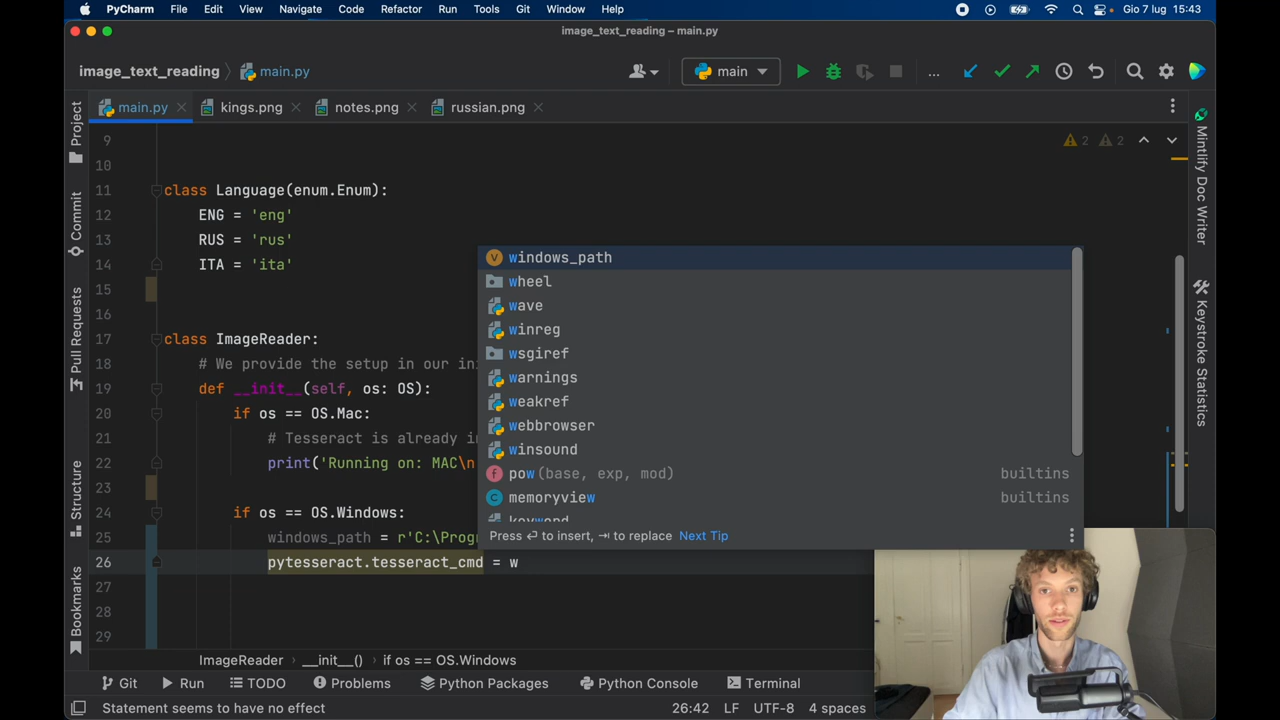 PyCharm File Edit View Navigate Code Refactor Run Tools Git Window Help Gio 7 lug 15:43
image_text_reading – main.py
image_text_reading main.py main ...
main.py kings.png notes.png russian.png
Project
Commit
Pull Requests
Structure
Bookmarks
2 2
9
10
11 class Language(enum.Enum):
12 ENG = 'eng'
13 RUS = 'rus'
14 ITA = 'ita'
15
16
17 class ImageReader:
18 # We provide the setup in our ini
19 def __init__(self, os: OS):
20 if os == OS.Mac:
21 # Tesseract is already i
22 print('Running on: MAC\n
23
24 if os == OS.Windows:
25 windows_path = r'C:\Prog
26 pytesseract.tesseract_cmd = w
27
28
29
windows_path
wheel
wave
winreg
wsgiref
warnings
weakref
webbrowser
winsound
pow(base, exp, mod) builtins
memoryview builtins
keyword
Press ⏎ to insert, ⇥ to replace Next Tip
Mintlify Doc Writer
Keystroke Statistics
ImageReader __init__() if os == OS.Windows
Git Run TODO Problems Python Packages Python Console Terminal
Statement seems to have no effect 26:42 LF UTF-8 4 spaces